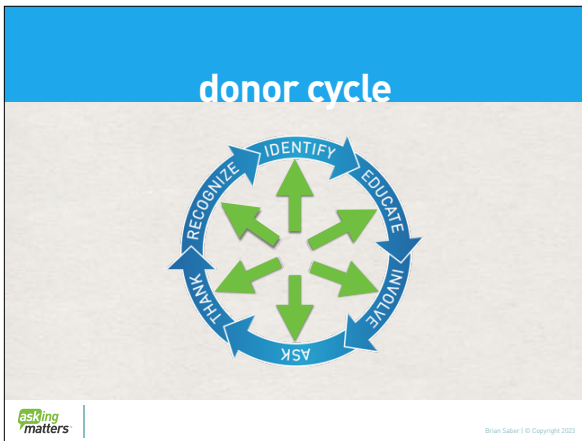 donor cycle
IDENTIFY
EDUCATE
INVOLVE
ASK
THANK
RECOGNIZE
asking
matters
Brian Saber | © Copyright 2023